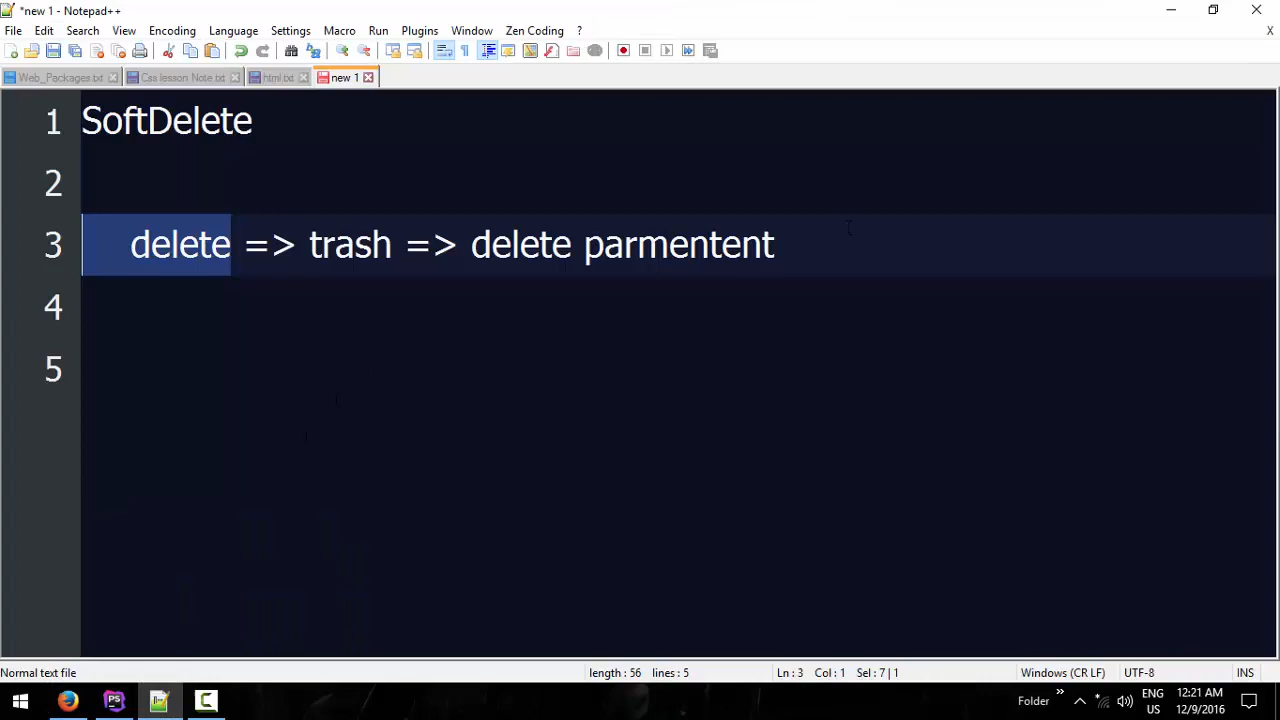 *new 1 - Notepad++
File Edit Search View Encoding Language Settings Macro Run Plugins Window Zen Coding ? X
Web_Packages.txt Css lesson Note.txt html.txt new 1
1 SoftDelete
2
3 delete => trash => delete parmentent
4
5
Normal text file length : 56 lines : 5 Ln : 3 Col : 1 Sel : 7 | 1 Windows (CR LF) UTF-8 INS
PS Folder ENG US 12:21 AM 12/9/2016